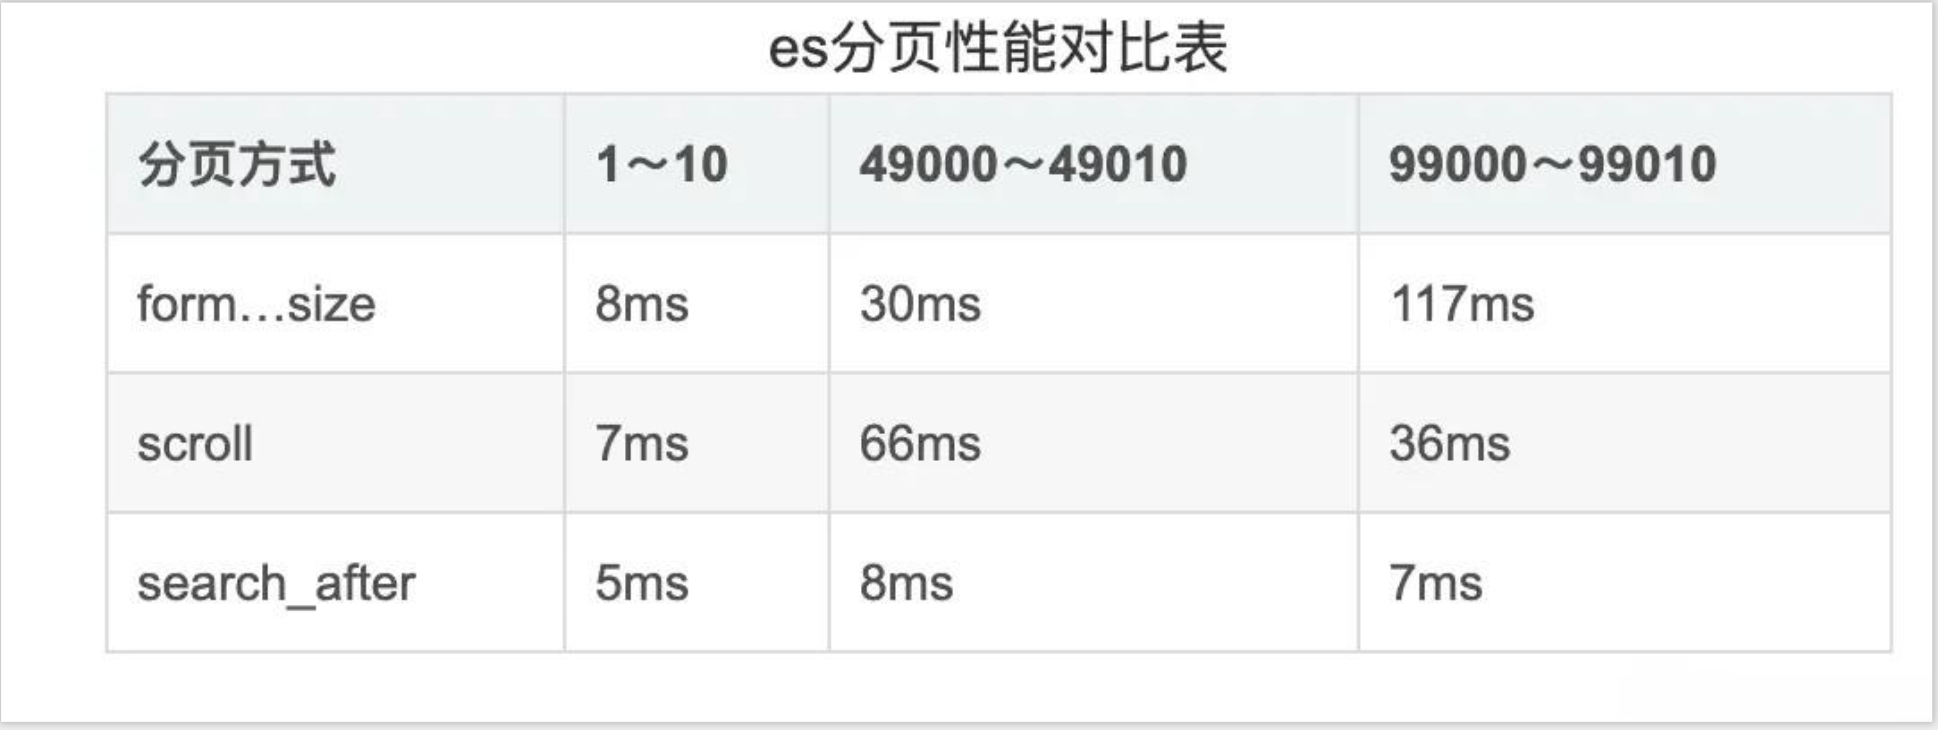 es分页性能对比表
分页方式 1～10 49000～49010 99000～99010
form...size 8ms 30ms 117ms
scroll 7ms 66ms 36ms
search_after 5ms 8ms 7ms